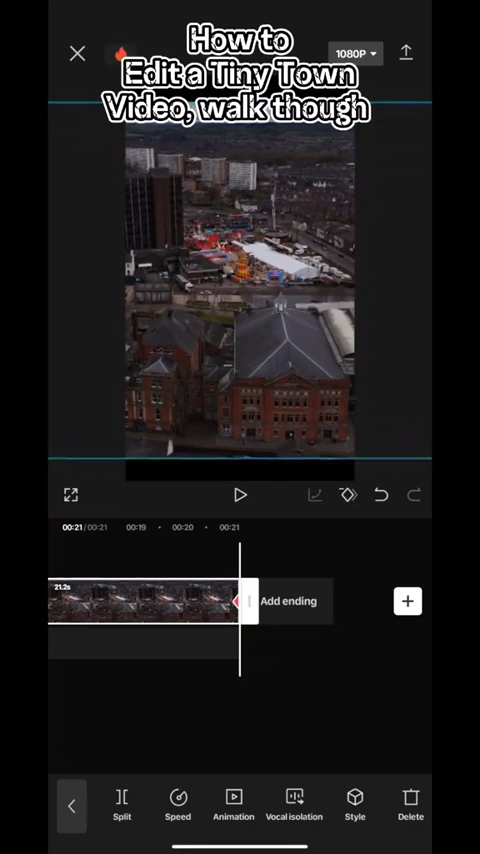 How to
Edit a Tiny Town
Video, walk though
1080P
00:21/00:21 00:19 00:20 00:21
21.2s
Add ending
Split Speed Animation Vocal isolation Style Delete